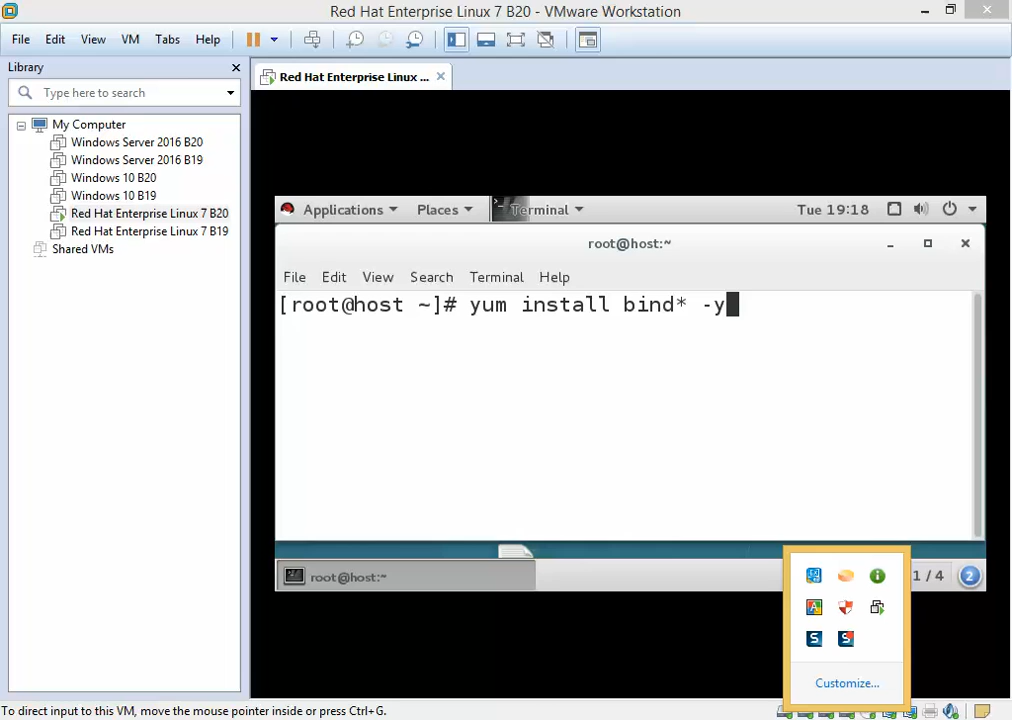 Red Hat Enterprise Linux 7 B20 - VMware Workstation
File Edit View VM Tabs Help
Library
Type here to search
My Computer
Windows Server 2016 B20
Windows Server 2016 B19
Windows 10 B20
Windows 10 B19
Red Hat Enterprise Linux 7 B20
Red Hat Enterprise Linux 7 B19
Shared VMs
Red Hat Enterprise Linux ...
Applications Places Terminal Tue 19:18
root@host:~
File Edit View Search Terminal Help
[root@host ~]# yum install bind* -y
root@host:~
1 / 4 2
Customize...
To direct input to this VM, move the mouse pointer inside or press Ctrl+G.